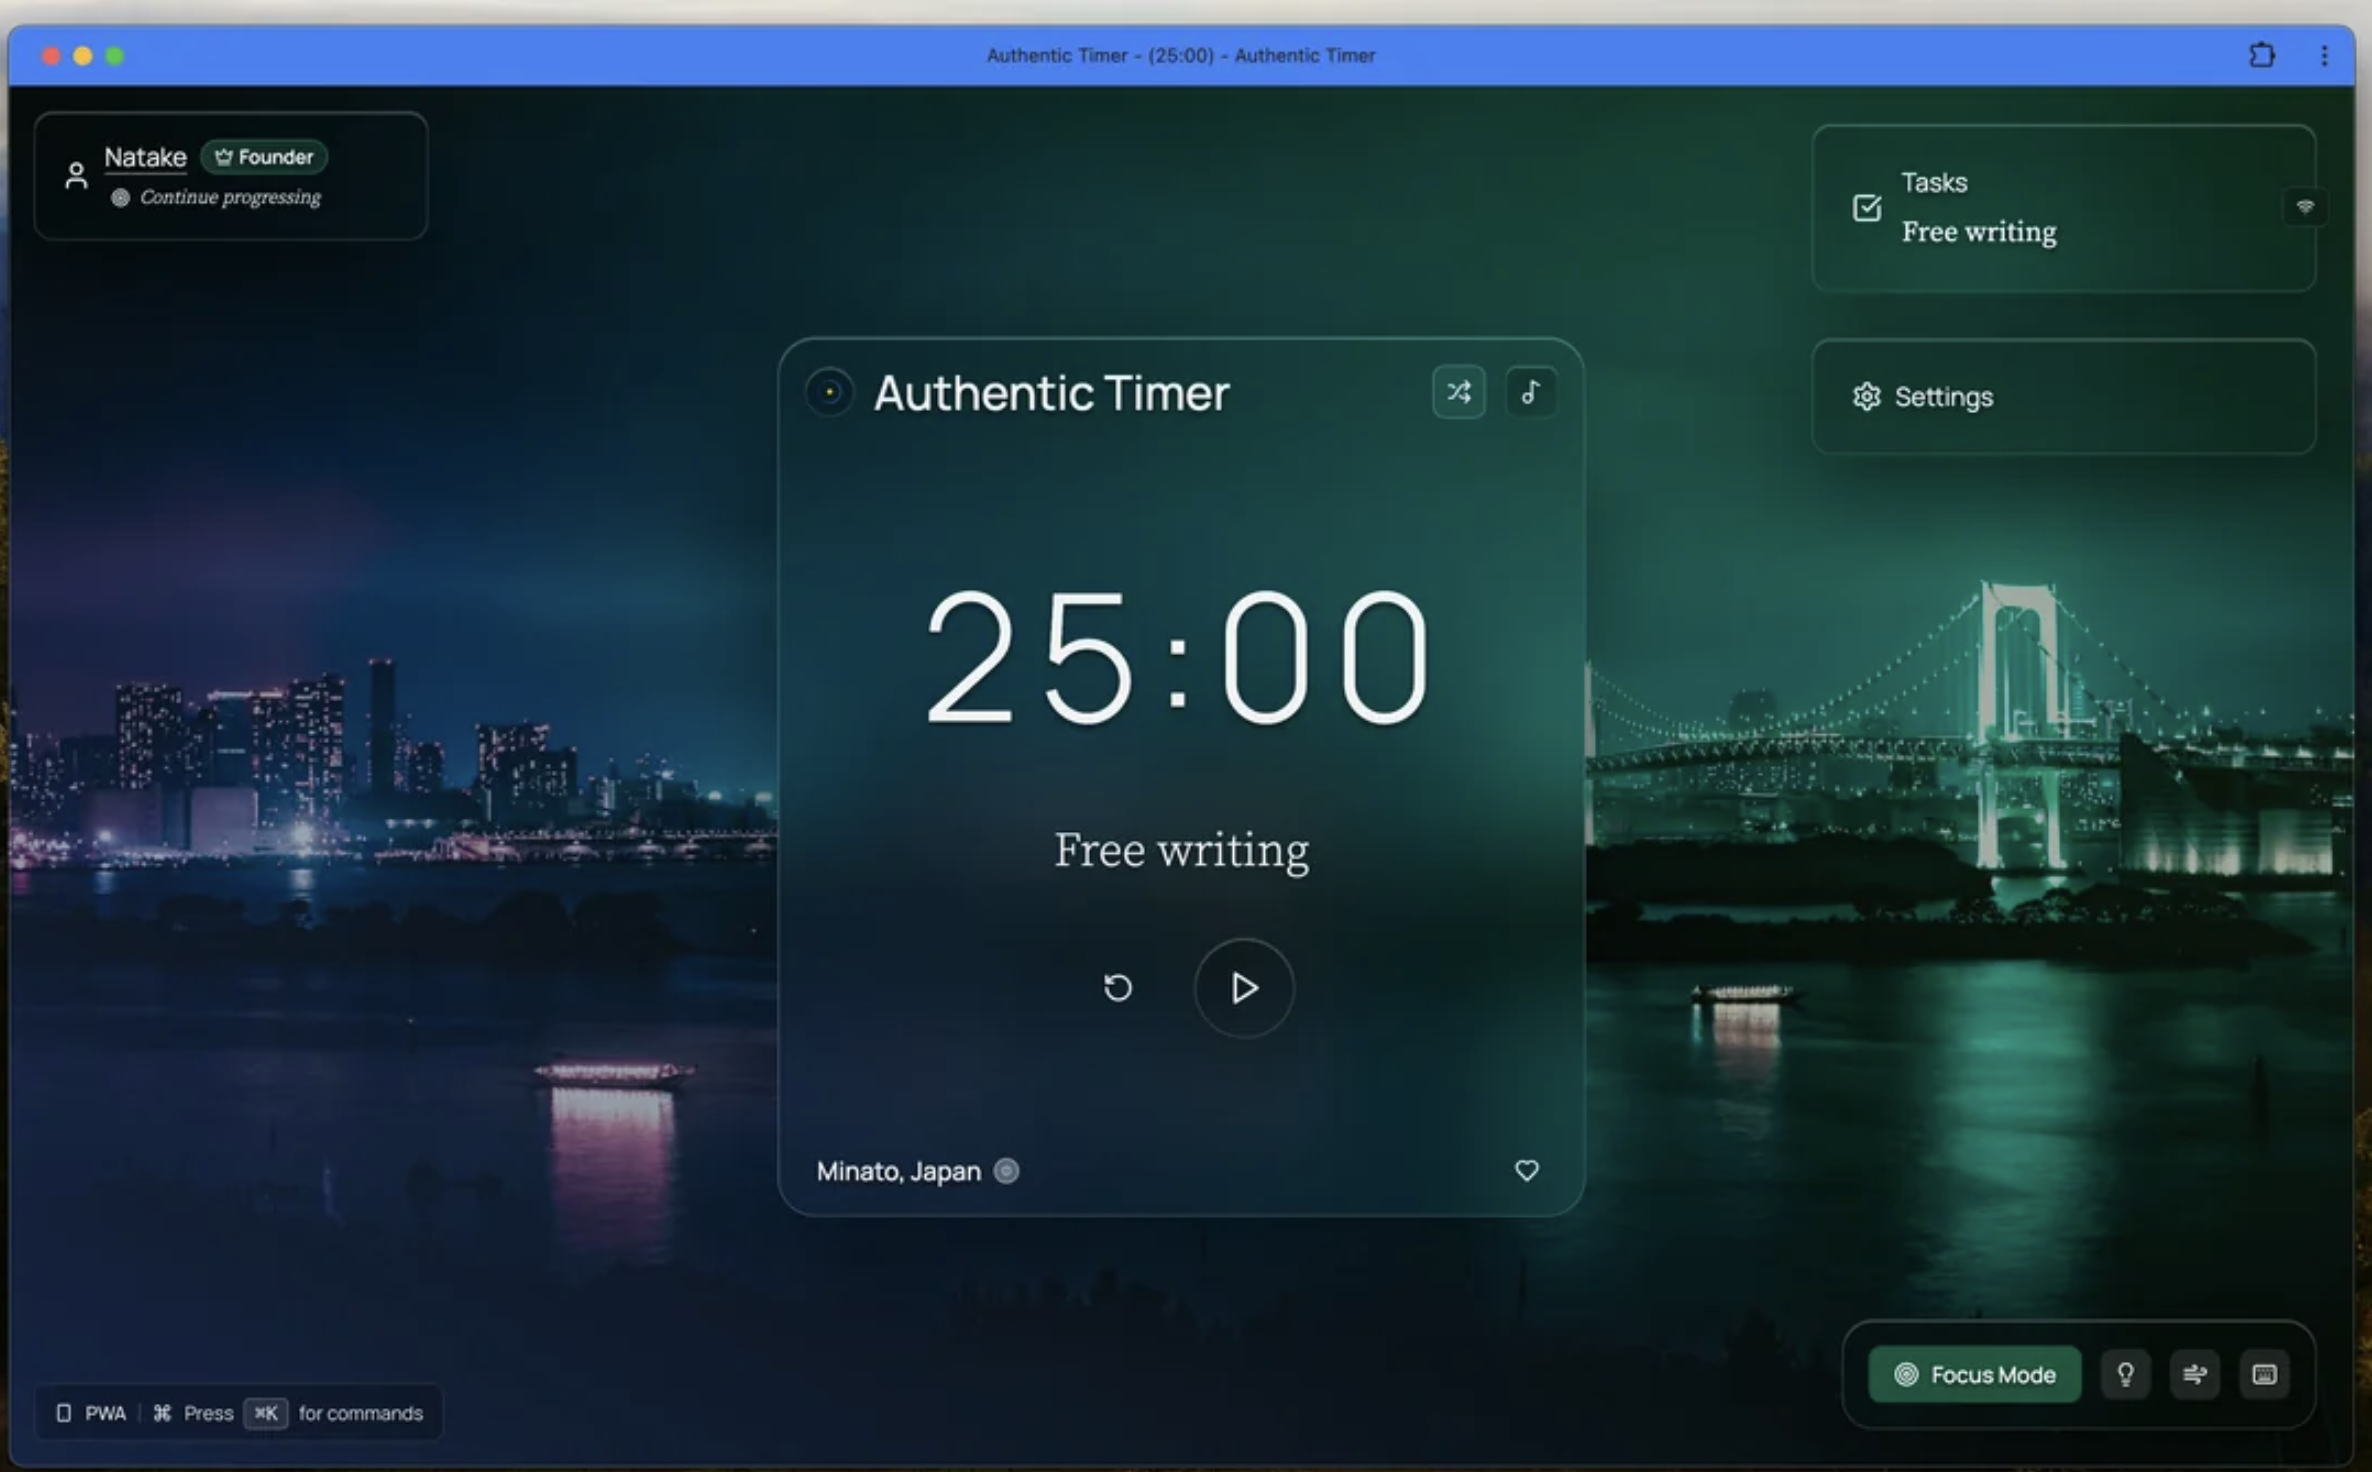 Authentic Timer - (25:00) - Authentic Timer
Natake Founder
Continue progressing
Tasks
Free writing
Settings
Authentic Timer
25:00
Free writing
Minato, Japan
PWA | ⌘ Press ⌘K for commands
Focus Mode